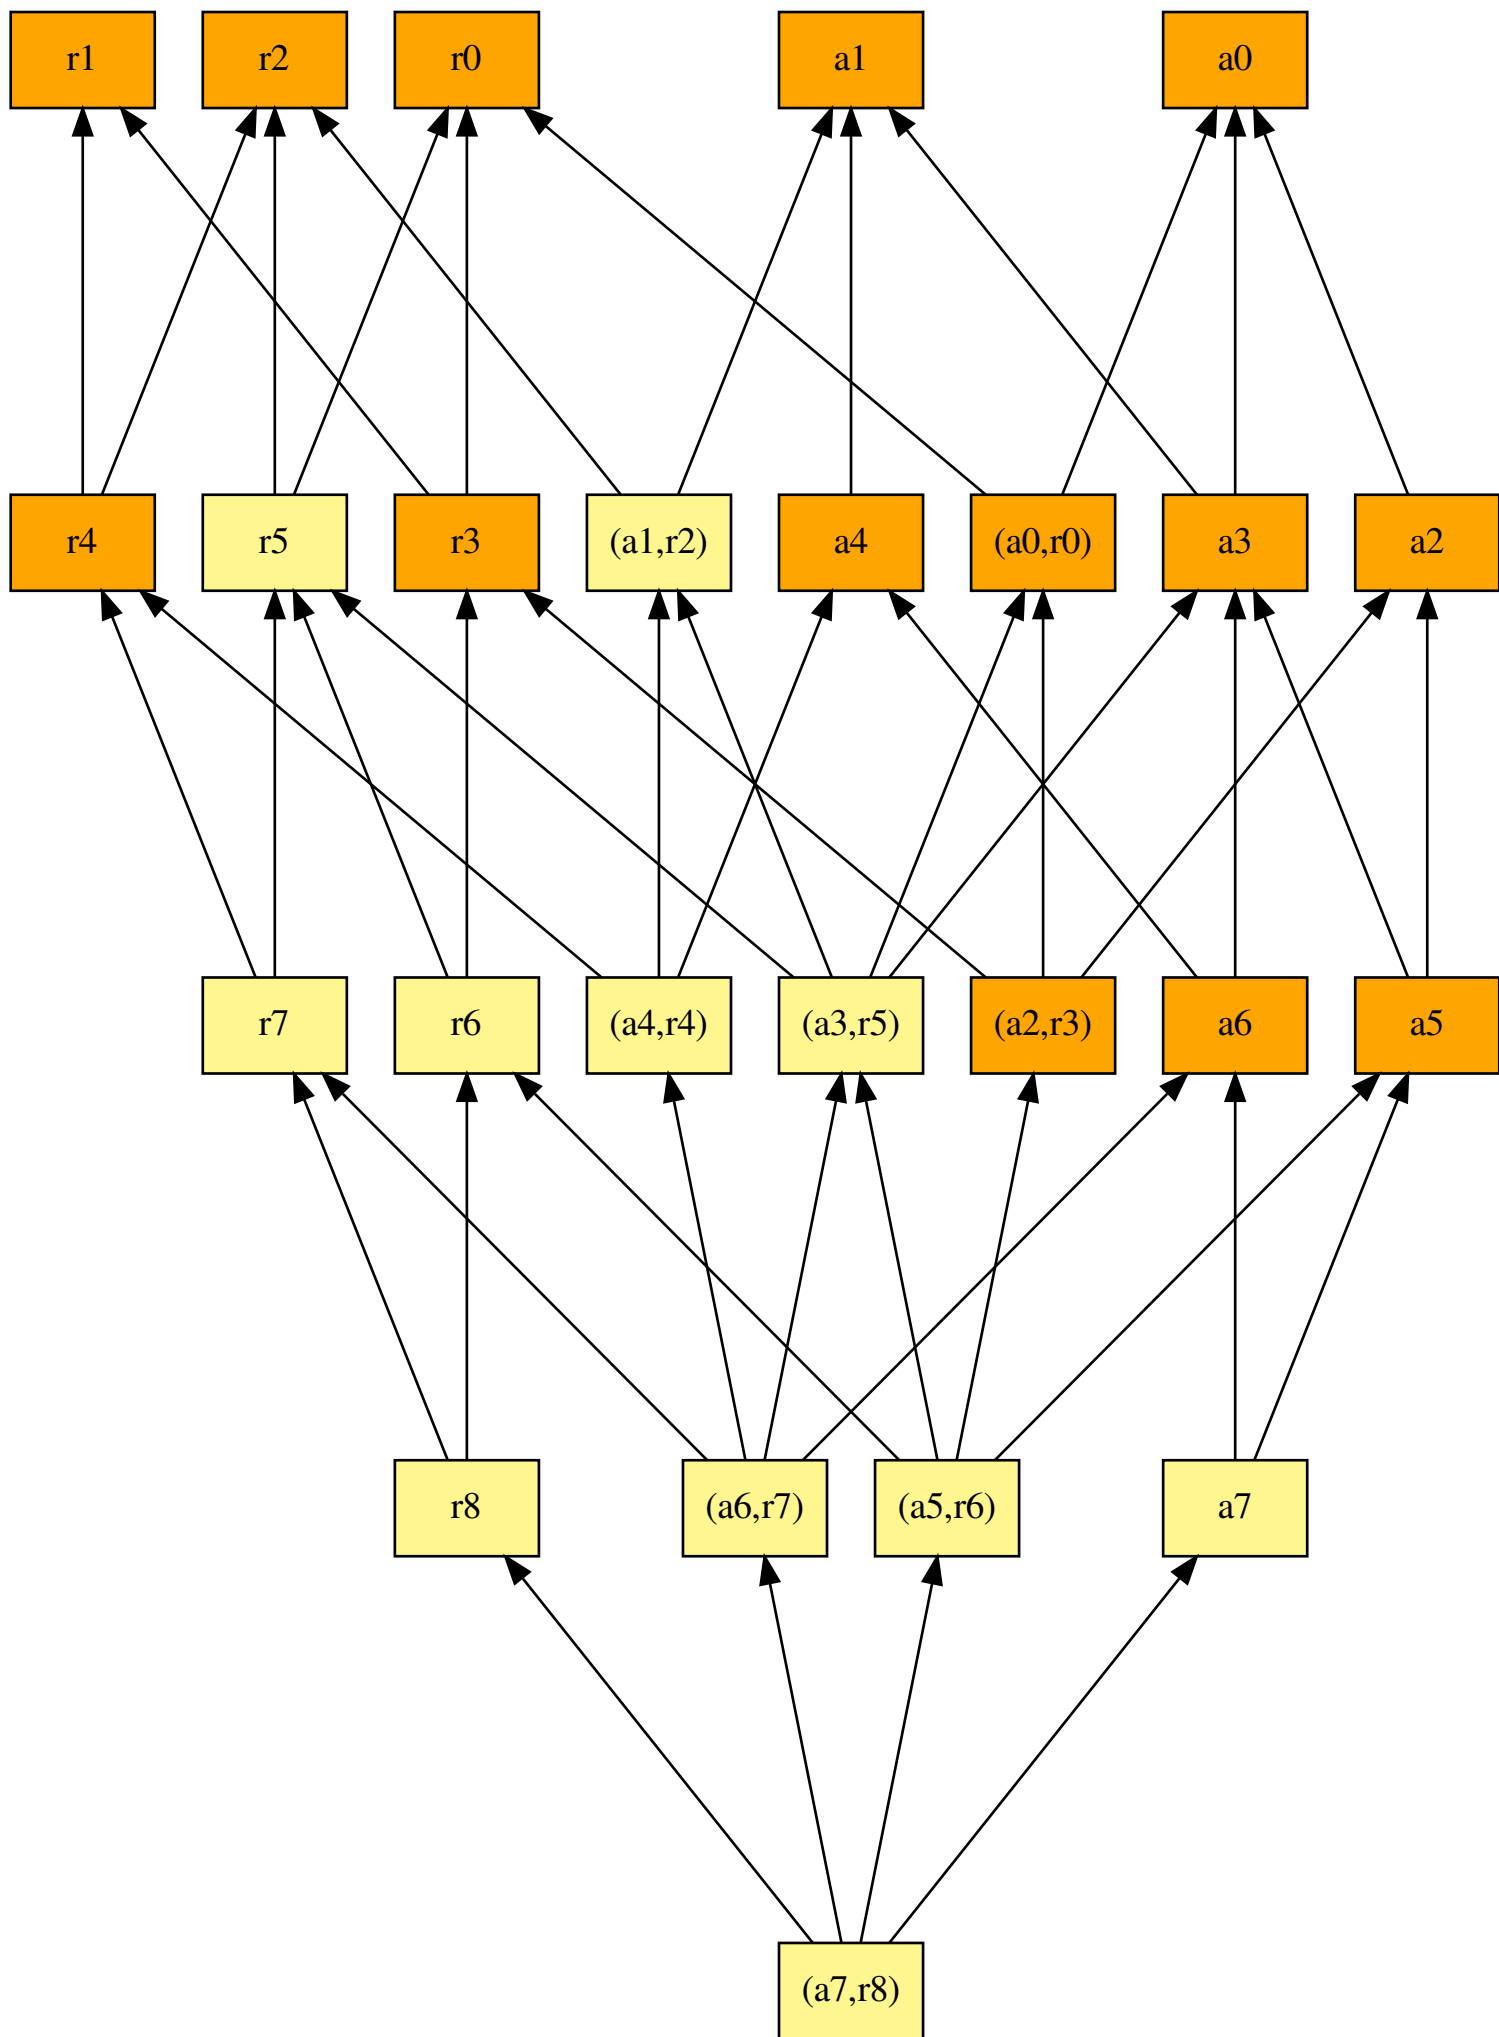 r1 r2 r0 a1 a0
r4 r5 r3 (a1,r2) a4 (a0,r0) a3 a2
r7 r6 (a4,r4) (a3,r5) (a2,r3) a6 a5
r8 (a6,r7) (a5,r6) a7
(a7,r8)